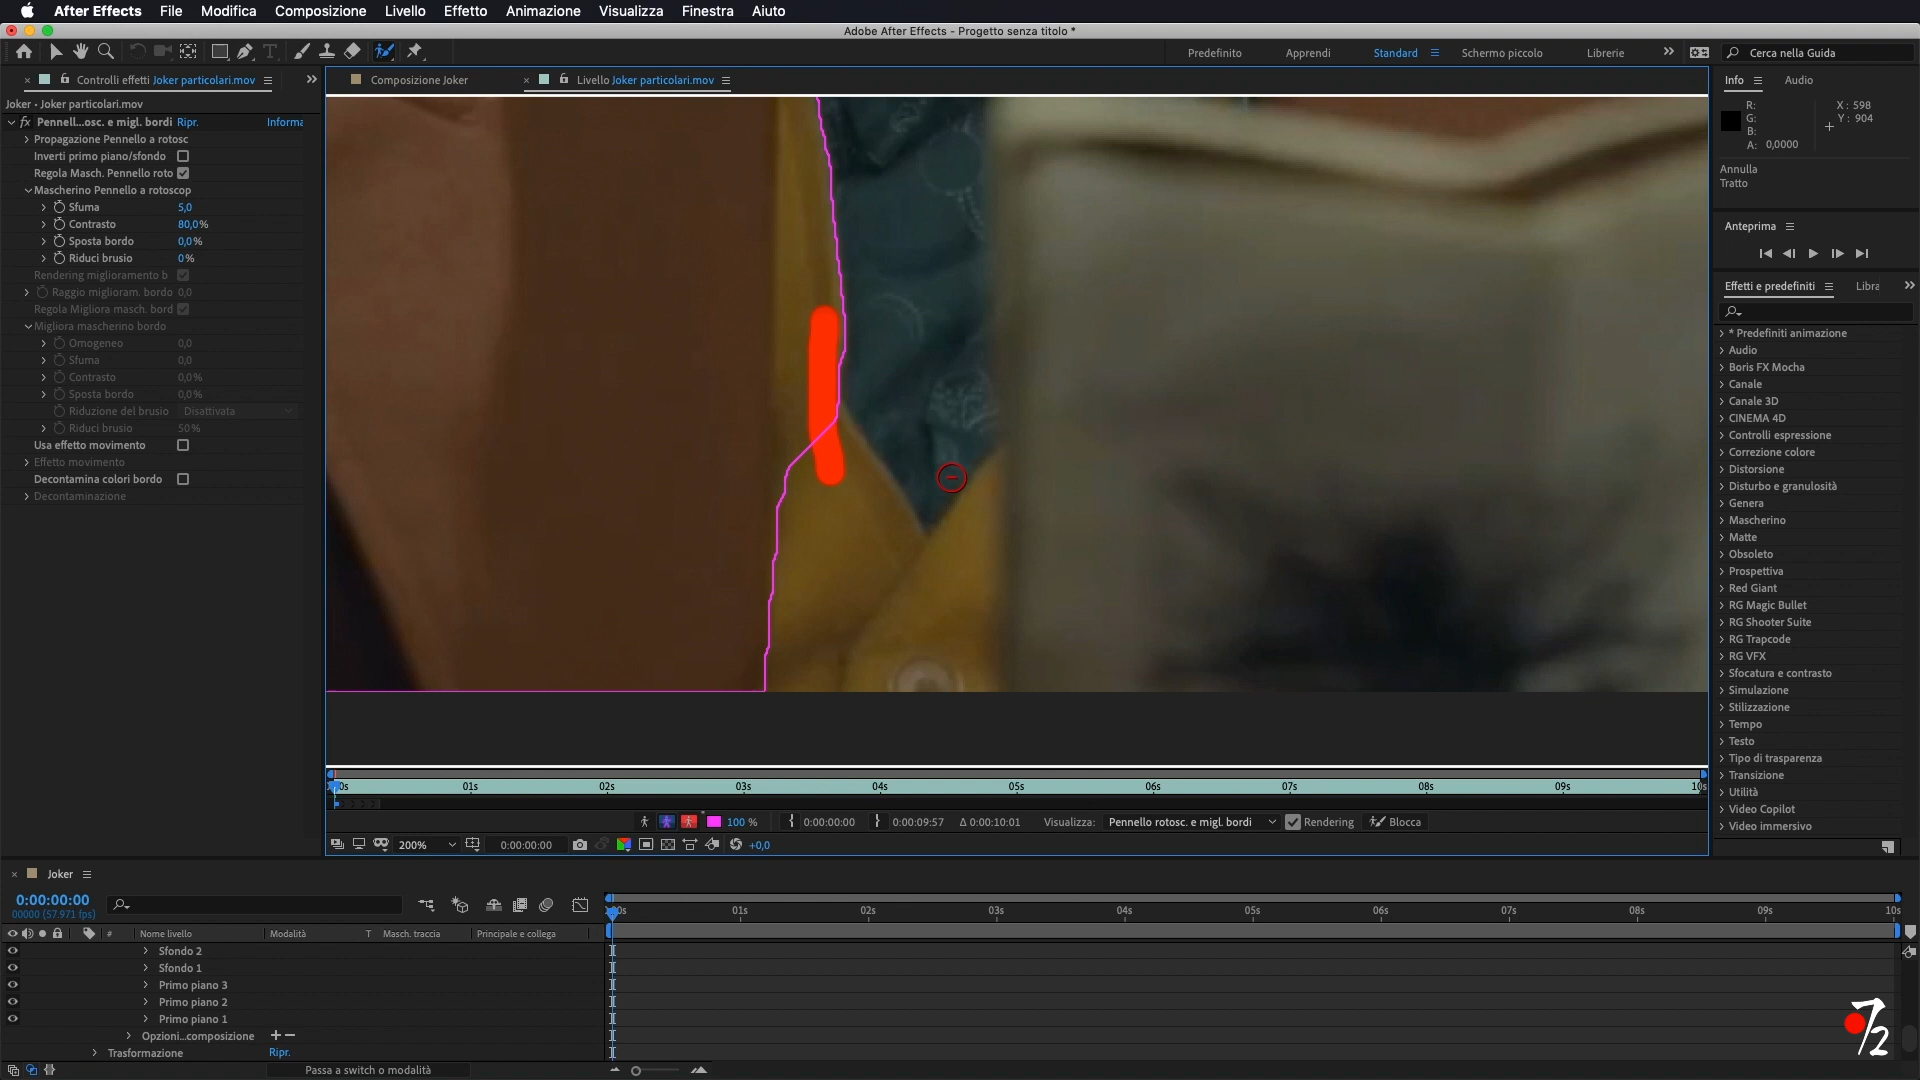 After Effects File Modifica Composizione Livello Effetto Animazione Visualizza Finestra Aiuto
Adobe After Effects - Progetto senza titolo *
Predefinito Apprendi Standard Schermo piccolo Librerie Cerca nella Guida
Controlli effetti Joker particolari.mov
Joker • Joker particolari.mov
fx Pennell...osc. e migl. bordi Ripr. Informa
Propagazione Pennello a rotosc
Inverti primo piano/sfondo
Regola Masch. Pennello roto
Mascherino Pennello a rotoscop
Sfuma 5,0
Contrasto 80,0%
Sposta bordo 0,0%
Riduci brusio 0%
Rendering miglioramento b
Raggio miglioram. bordo 0,0
Regola Migliora masch. bord
Migliora mascherino bordo
Omogeneo 0,0
Sfuma 0,0
Contrasto 0,0%
Sposta bordo 0,0%
Riduzione del brusio Disattivata
Riduci brusio 50%
Usa effetto movimento
Effetto movimento
Decontamina colori bordo
Decontaminazione
Composizione Joker
Livello Joker particolari.mov
01s 02s 03s 04s 05s 06s 07s 08s 09s
100 % 0:00:00:00 0:00:09:57 Δ 0:00:10:01 Visualizza: Pennello rotosc. e migl. bordi Rendering Blocca
200% 0:00:00:00 +0,0
Info Audio
R: X : 598
G: Y : 904
B:
A: 0,0000
Annulla
Tratto
Anteprima
Effetti e predefiniti Libra
* Predefiniti animazione
Audio
Boris FX Mocha
Canale
Canale 3D
CINEMA 4D
Controlli espressione
Correzione colore
Distorsione
Disturbo e granulosità
Genera
Mascherino
Matte
Obsoleto
Prospettiva
Red Giant
RG Magic Bullet
RG Shooter Suite
RG Trapcode
RG VFX
Sfocatura e contrasto
Simulazione
Stilizzazione
Tempo
Testo
Tipo di trasparenza
Transizione
Utilità
Video Copilot
Video immersivo
Joker
0:00:00:00
00000 (57.971 fps)
# Nome livello Modalità T Masch. traccia Principale e collega
01s 02s 03s 04s 05s 06s 07s 08s 09s 10s
Sfondo 2
Sfondo 1
Primo piano 3
Primo piano 2
Primo piano 1
Opzioni...composizione
Trasformazione Ripr.
Passa a switch o modalità
7/2